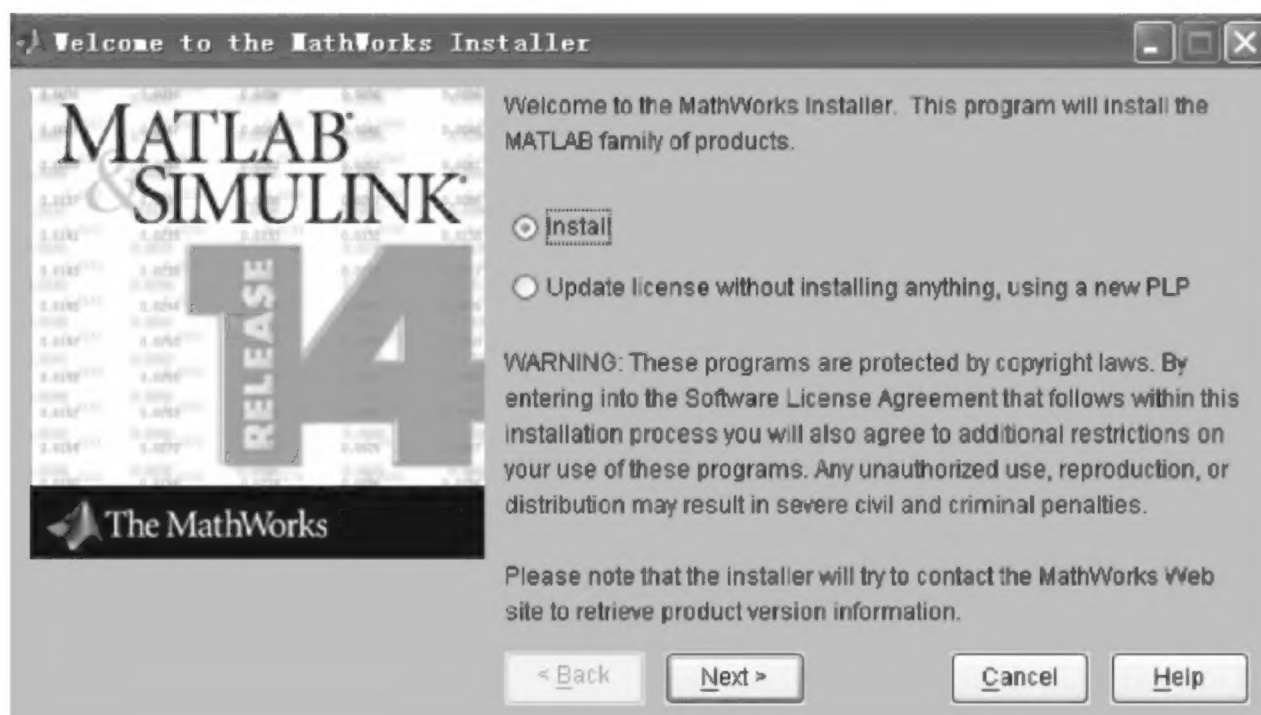 Welcome to the MathWorks Installer
MATLAB®
& SIMULINK®
RELEASE 14
The MathWorks
Welcome to the MathWorks Installer. This program will install the
MATLAB family of products.
Install
Update license without installing anything, using a new PLP
WARNING: These programs are protected by copyright laws. By
entering into the Software License Agreement that follows within this
installation process you will also agree to additional restrictions on
your use of these programs. Any unauthorized use, reproduction, or
distribution may result in severe civil and criminal penalties.
Please note that the installer will try to contact the MathWorks Web
site to retrieve product version information.
< Back
Next >
Cancel
Help